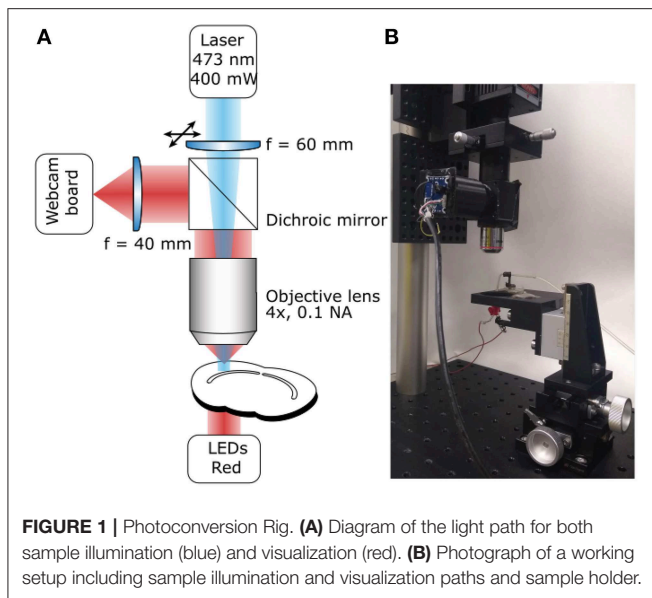 A
B
Laser
473 nm
400 mW
f = 60 mm
Webcam
board
f = 40 mm
Dichroic mirror
Objective lens
4x, 0.1 NA
LEDs
Red
FIGURE 1 | Photoconversion Rig. (A) Diagram of the light path for both
sample illumination (blue) and visualization (red). (B) Photograph of a working
setup including sample illumination and visualization paths and sample holder.